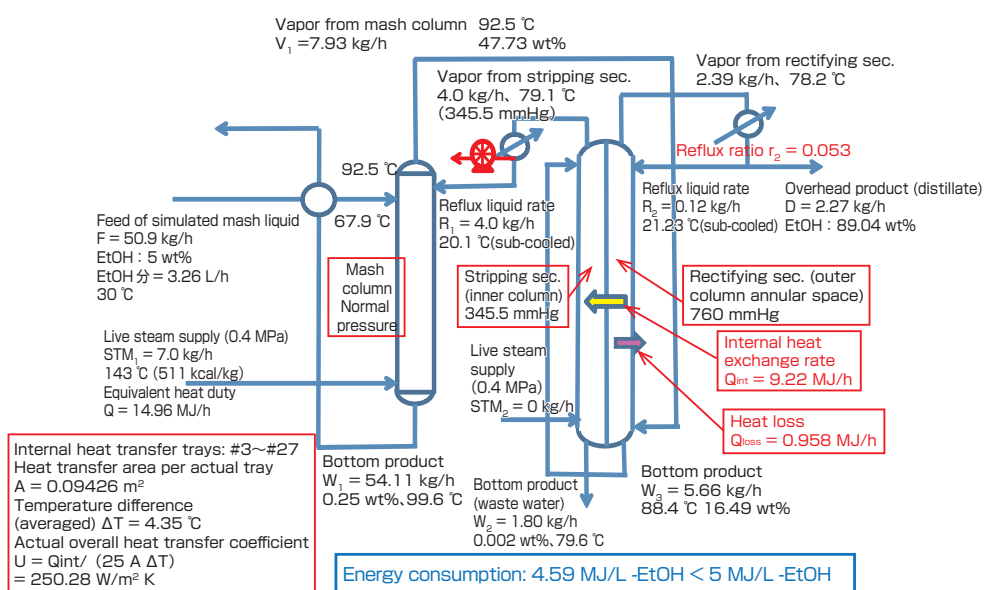 Vapor from mash column 92.5 ℃
V₁ =7.93 kg/h 47.73 wt%
Vapor from rectifying sec.
2.39 kg/h、78.2 ℃
Vapor from stripping sec.
4.0 kg/h、79.1 ℃
(345.5 mmHg)
Reflux ratio r₂ = 0.053
92.5 ℃
67.9 ℃
Feed of simulated mash liquid
F = 50.9 kg/h
EtOH : 5 wt%
EtOH 分 = 3.26 L/h
30 ℃
Reflux liquid rate
R₁ = 4.0 kg/h
20.1 ℃(sub-cooled)
Reflux liquid rate
R₂ = 0.12 kg/h
21.23 ℃(sub-cooled)
Overhead product (distillate)
D = 2.27 kg/h
EtOH : 89.04 wt%
Mash
column
Normal
pressure
Stripping sec.
(inner column)
345.5 mmHg
Rectifying sec. (outer
column annular space)
760 mmHg
Internal heat
exchange rate
Qint = 9.22 MJ/h
Live steam supply (0.4 MPa)
STM₁ = 7.0 kg/h
143 ℃ (511 kcal/kg)
Equivalent heat duty
Q = 14.96 MJ/h
Live steam
supply
(0.4 MPa)
STM₂ = 0 kg/h
Heat loss
Qloss = 0.958 MJ/h
Internal heat transfer trays: #3〜#27
Heat transfer area per actual tray
A = 0.09426 m²
Temperature difference
(averaged) ΔT = 4.35 ℃
Actual overall heat transfer coefficient
U = Qint/ (25 A ΔT)
= 250.28 W/m² K
Bottom product
W₁ = 54.11 kg/h
0.25 wt%、99.6 ℃
Bottom product
(waste water)
W₂ = 1.80 kg/h
0.002 wt%、79.6 ℃
Bottom product
W₃ = 5.66 kg/h
88.4 ℃ 16.49 wt%
Energy consumption: 4.59 MJ/L -EtOH < 5 MJ/L -EtOH